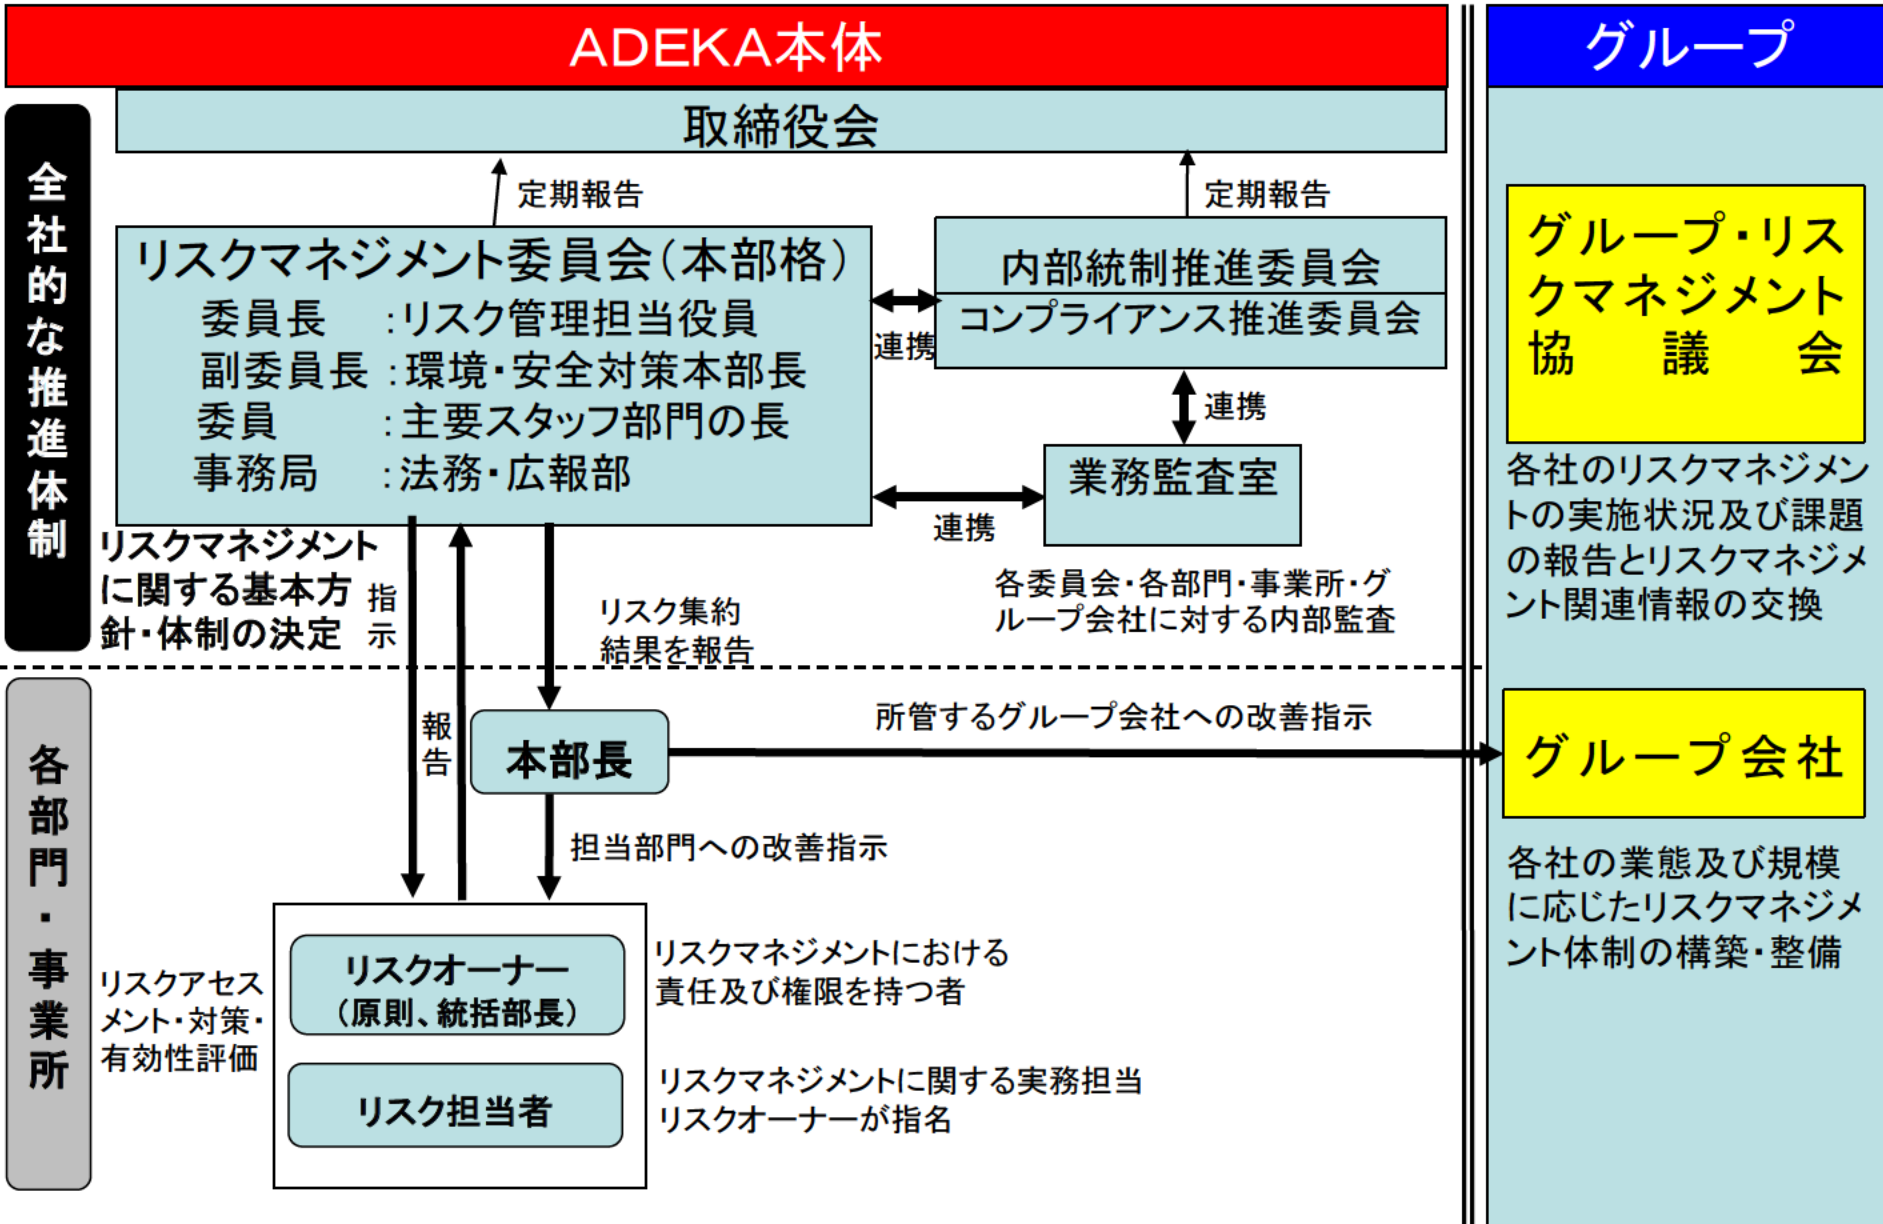 ADEKA本体
グループ
全社的な推進体制
取締役会
定期報告
定期報告
リスクマネジメント委員会(本部格)
委員長 :リスク管理担当役員
副委員長 :環境・安全対策本部長
委員 :主要スタッフ部門の長
事務局 :法務・広報部
連携
内部統制推進委員会
コンプライアンス推進委員会
連携
業務監査室
連携
各委員会・各部門・事業所・グ
ループ会社に対する内部監査
リスクマネジメント
に関する基本方
針・体制の決定
指示
リスク集約
結果を報告
グループ・リス
クマネジメント
協議会
各社のリスクマネジメン
トの実施状況及び課題
の報告とリスクマネジメ
ント関連情報の交換
各部門・事業所
報告
本部長
所管するグループ会社への改善指示
担当部門への改善指示
リスクアセス
メント・対策・
有効性評価
リスクオーナー
(原則、統括部長)
リスクマネジメントにおける
責任及び権限を持つ者
リスク担当者
リスクマネジメントに関する実務担当
リスクオーナーが指名
グループ会社
各社の業態及び規模
に応じたリスクマネジメ
ント体制の構築・整備